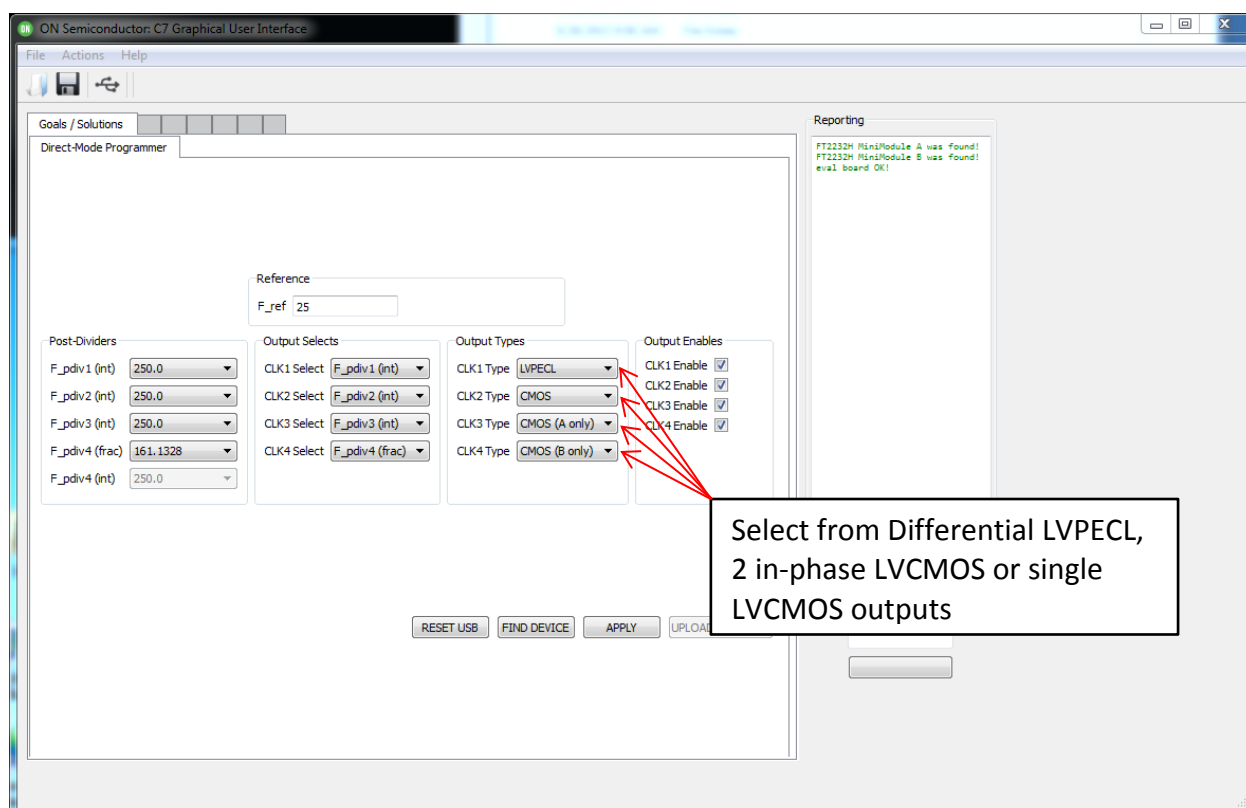 ON Semiconductor: C7 Graphical User Interface
File Actions Help
Goals / Solutions
Direct-Mode Programmer
Reporting
FT2232H MiniModule A was found!
FT2232H MiniModule B was found!
eval board OK!
Reference
F_ref 25
Post-Dividers
F_pdiv1 (int) 250.0
F_pdiv2 (int) 250.0
F_pdiv3 (int) 250.0
F_pdiv4 (frac) 161.1328
F_pdiv4 (int) 250.0
Output Selects
CLK1 Select F_pdiv1 (int)
CLK2 Select F_pdiv2 (int)
CLK3 Select F_pdiv3 (int)
CLK4 Select F_pdiv4 (frac)
Output Types
CLK1 Type LVPECL
CLK2 Type CMOS
CLK3 Type CMOS (A only)
CLK4 Type CMOS (B only)
Output Enables
CLK1 Enable
CLK2 Enable
CLK3 Enable
CLK4 Enable
Select from Differential LVPECL,
2 in-phase LVCMOS or single
LVCMOS outputs
RESET USB FIND DEVICE APPLY UPLOAD